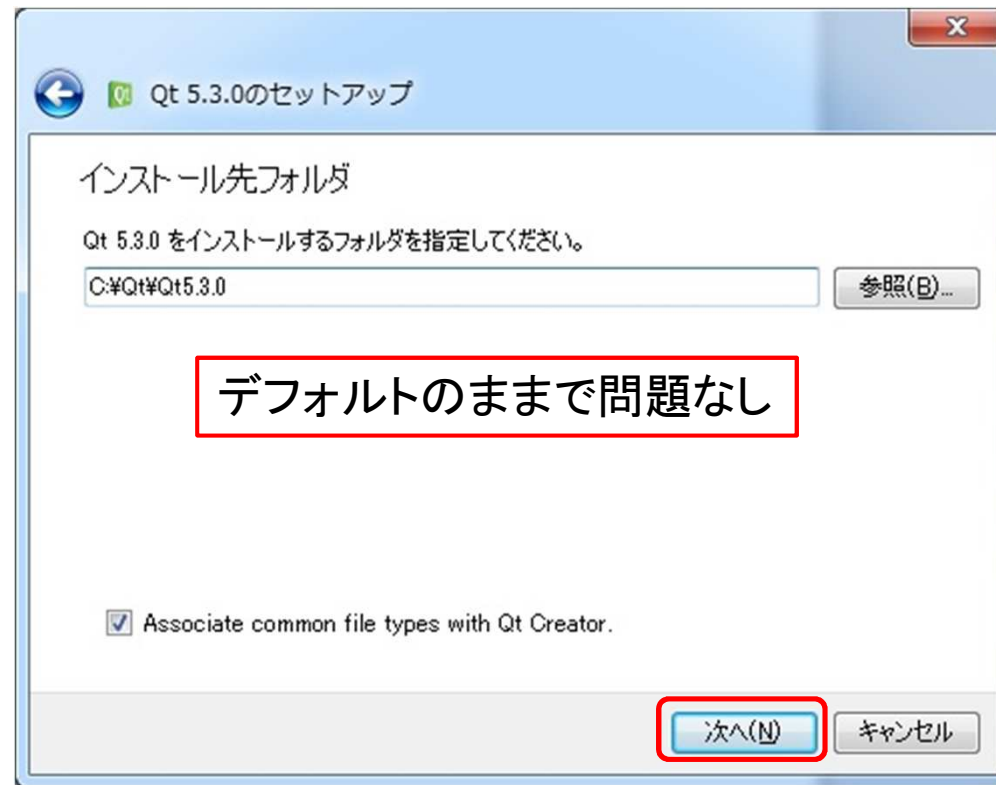 Qt 5.3.0のセットアップ
インストール先フォルダ
Qt 5.3.0 をインストールするフォルダを指定してください。
C:¥Qt¥Qt5.3.0
参照(B)...
デフォルトのままで問題なし
Associate common file types with Qt Creator.
次へ(N)
キャンセル